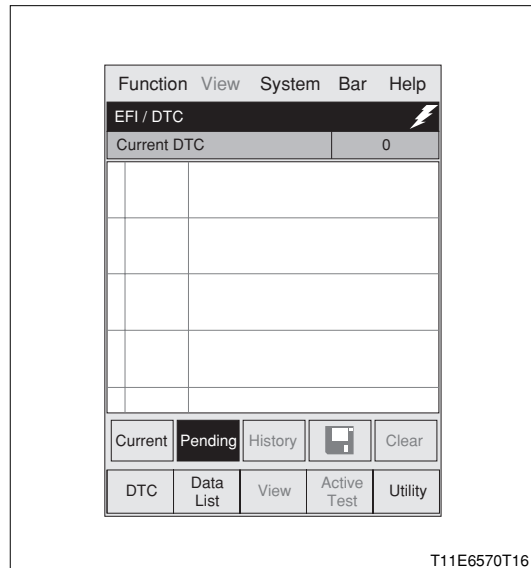 Function View System Bar Help
EFI / DTC
Current DTC 0
Current Pending History Clear
DTC Data List View Active Test Utility
T11E6570T16